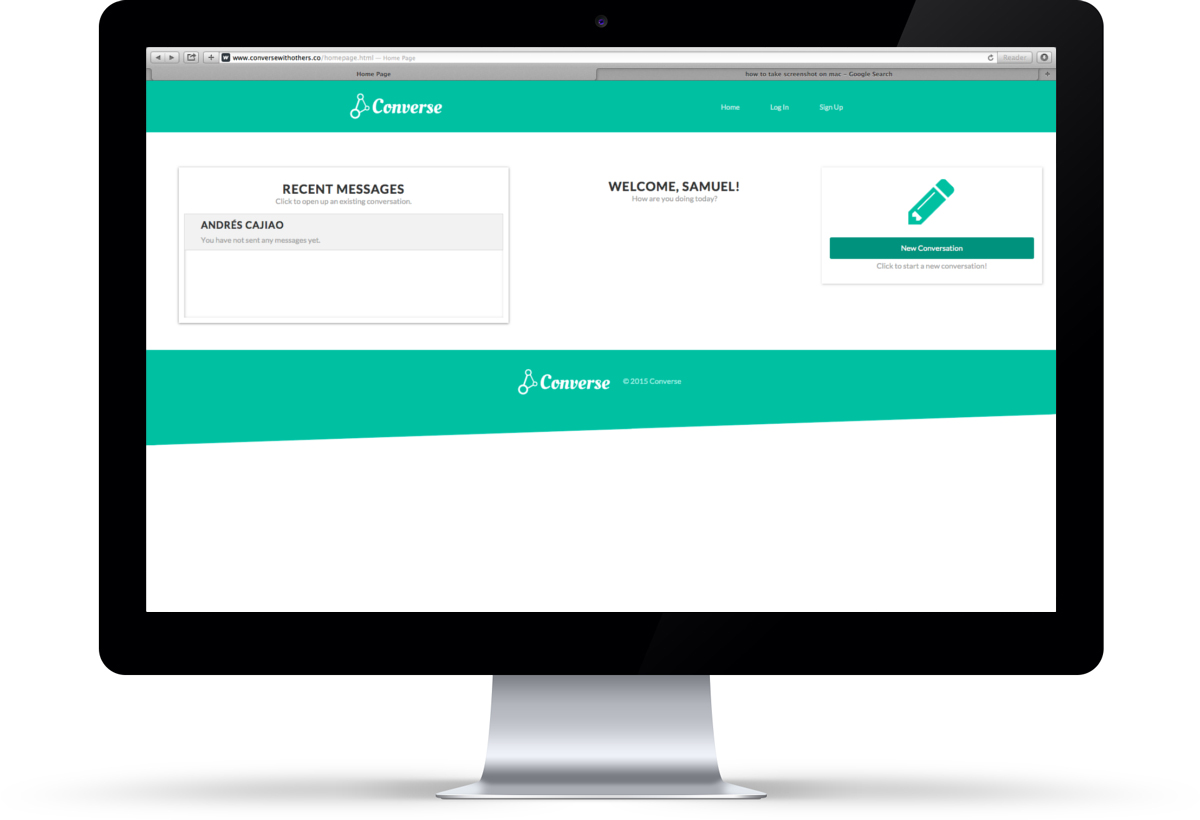 www.conversewithothers.co/homepage.html — Home Page
Reader
Home Page
how to take screenshot on mac – Google Search
Converse
Home
Log In
Sign Up
RECENT MESSAGES
Click to open up an existing conversation.
ANDRÉS CAJIAO
You have not sent any messages yet.
WELCOME, SAMUEL!
How are you doing today?
New Conversation
Click to start a new conversation!
Converse
© 2015 Converse